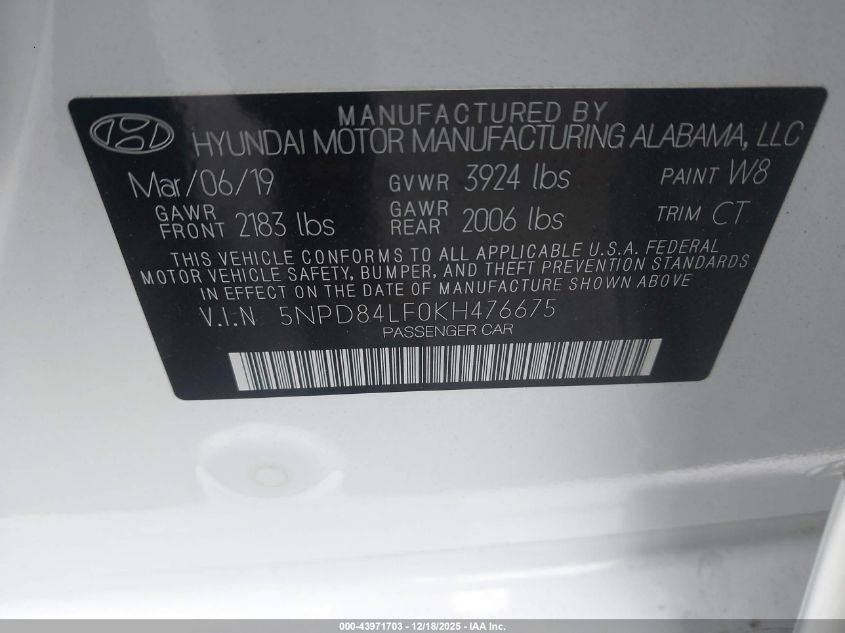 MANUFACTURED BY
HYUNDAI MOTOR MANUFACTURING ALABAMA, LLC
Mar/06/19 GVWR 3924 lbs PAINT W8
GAWR FRONT 2183 lbs GAWR REAR 2006 lbs TRIM CT
THIS VEHICLE CONFORMS TO ALL APPLICABLE U.S.A. FEDERAL
MOTOR VEHICLE SAFETY, BUMPER, AND THEFT PREVENTION STANDARDS
IN EFFECT ON THE DATE OF MANUFACTURE SHOWN ABOVE
V.I.N 5NPD84LF0KH476675
PASSENGER CAR
000-43971703 - 12/18/2025 - IAA Inc.